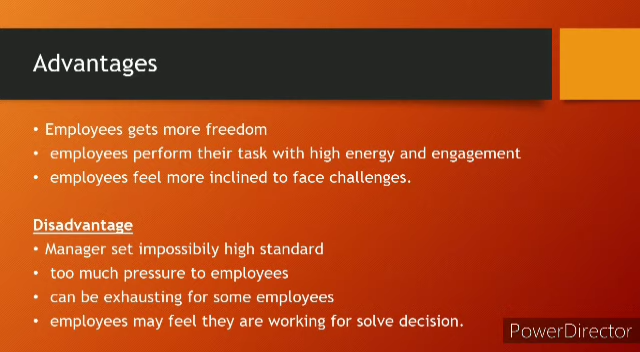 Advantages
• Employees gets more freedom
• employees perform their task with high energy and engagement
• employees feel more inclined to face challenges.
Disadvantage
• Manager set impossibily high standard
• too much pressure to employees
• can be exhausting for some employees
• employees may feel they are working for solve decision.
PowerDirector